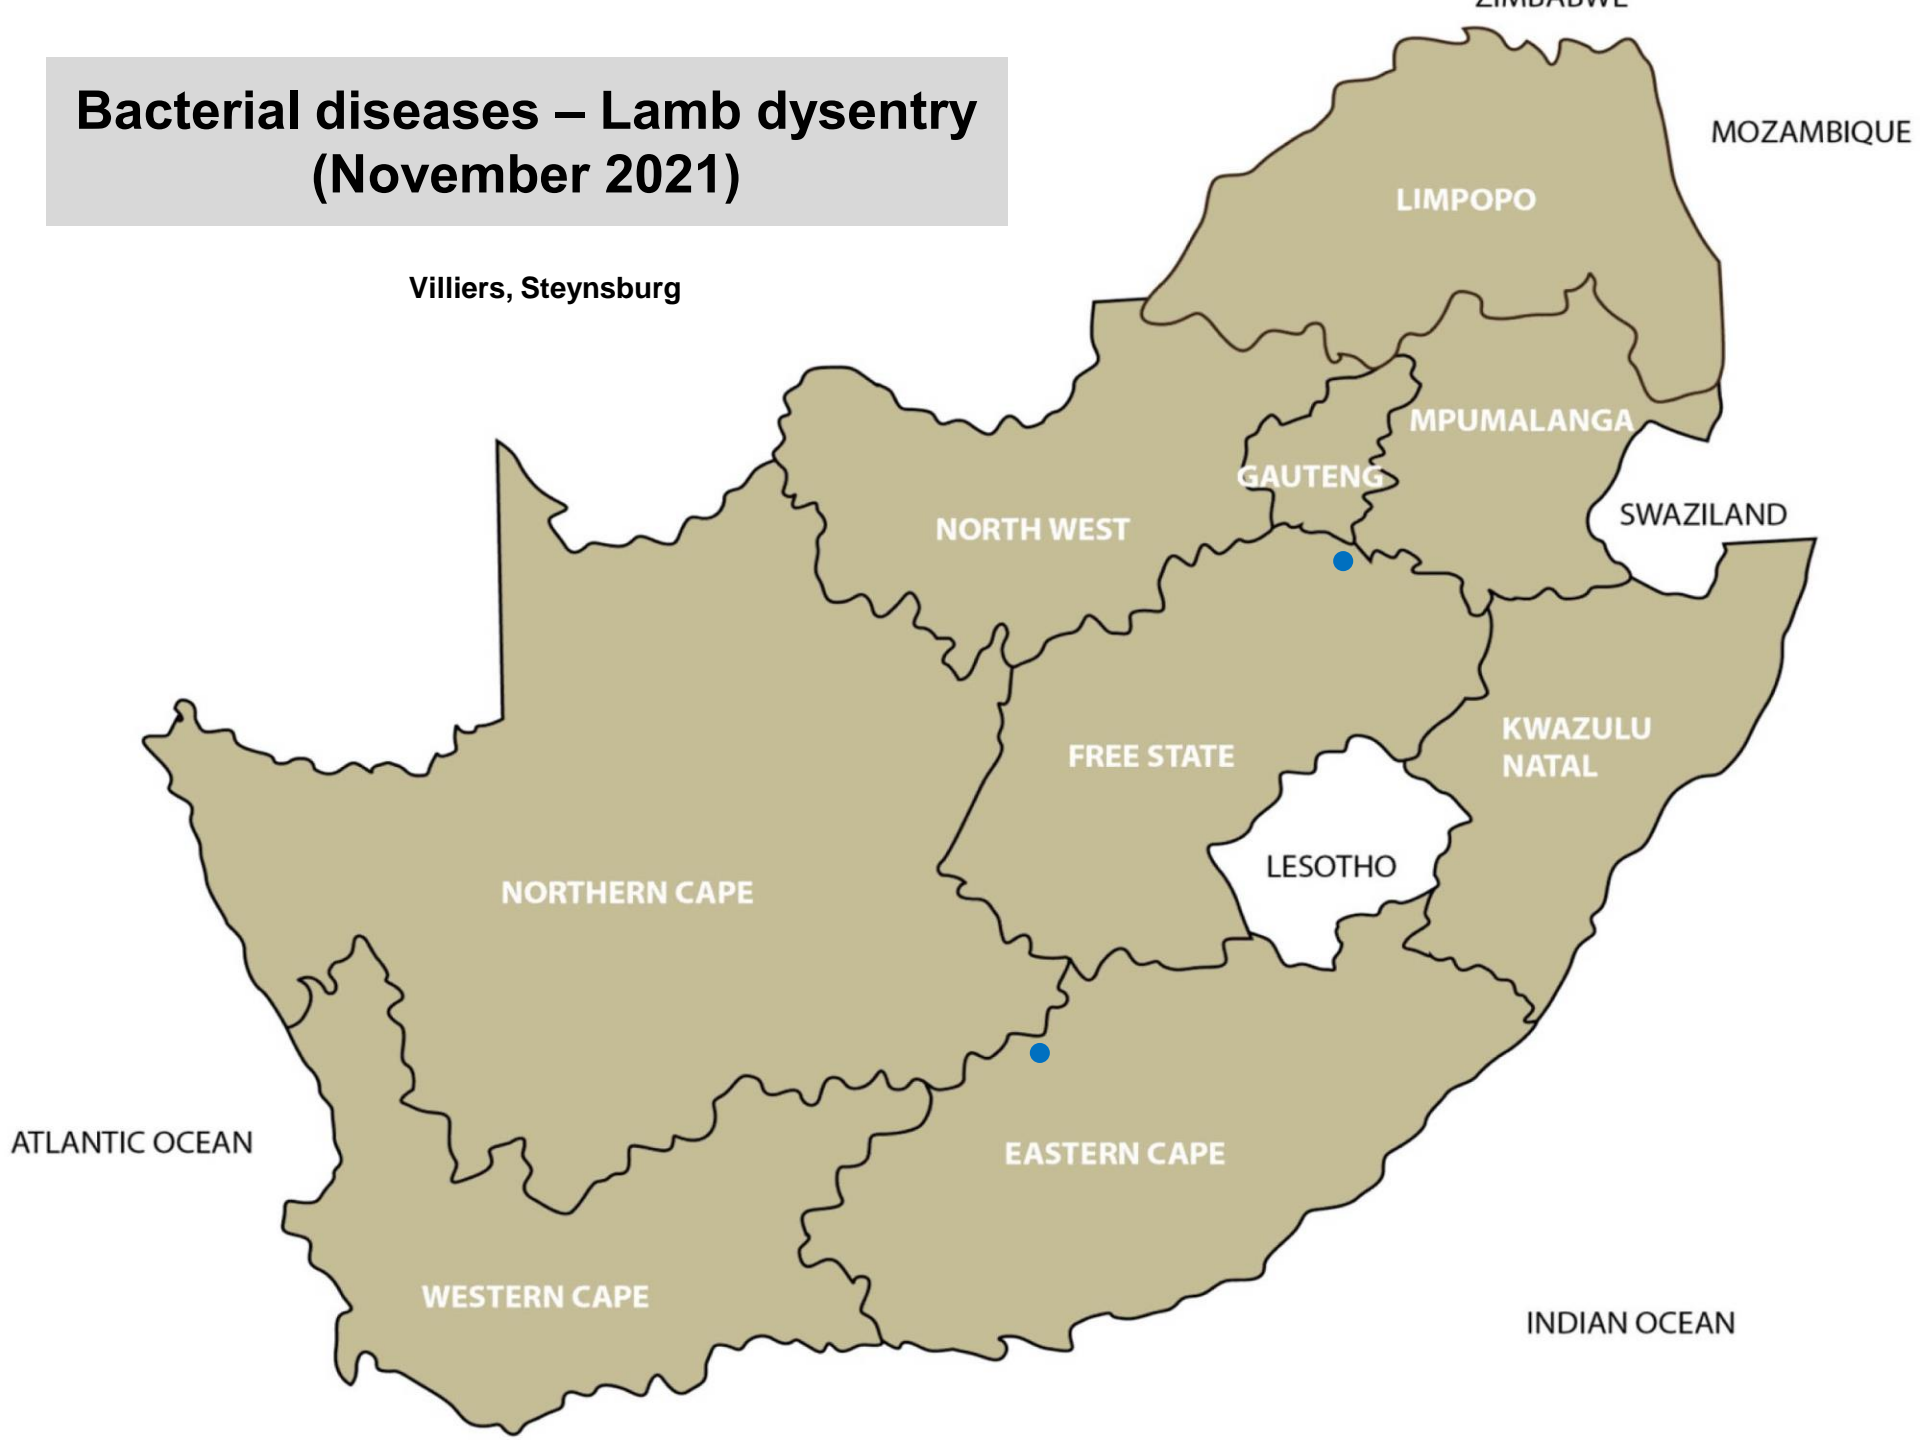 ZIMBABWE
Bacterial diseases – Lamb dysentry
(November 2021)
MOZAMBIQUE
LIMPOPO
Villiers, Steynsburg
MPUMALANGA
GAUTENG
SWAZILAND
NORTH WEST
KWAZULU
NATAL
FREE STATE
LESOTHO
NORTHERN CAPE
ATLANTIC OCEAN
EASTERN CAPE
WESTERN CAPE
INDIAN OCEAN